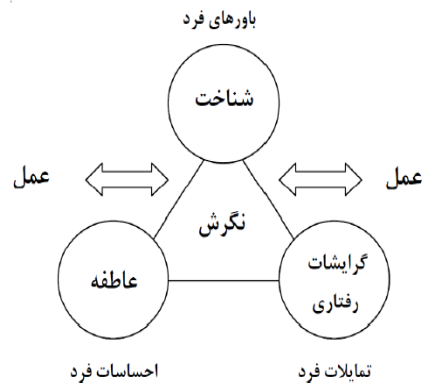 باورهای فرد
شناخت
عمل
عمل
نگرش
گرایشات
رفتاری
عاطفه
تمایلات فرد
احساسات فرد